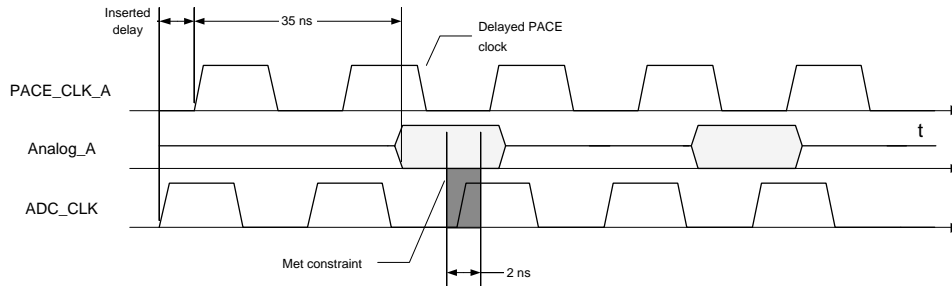 Inserted
delay
35 ns
Delayed PACE
clock
PACE_CLK_A
t
Analog_A
ADC_CLK
Met constraint
2 ns